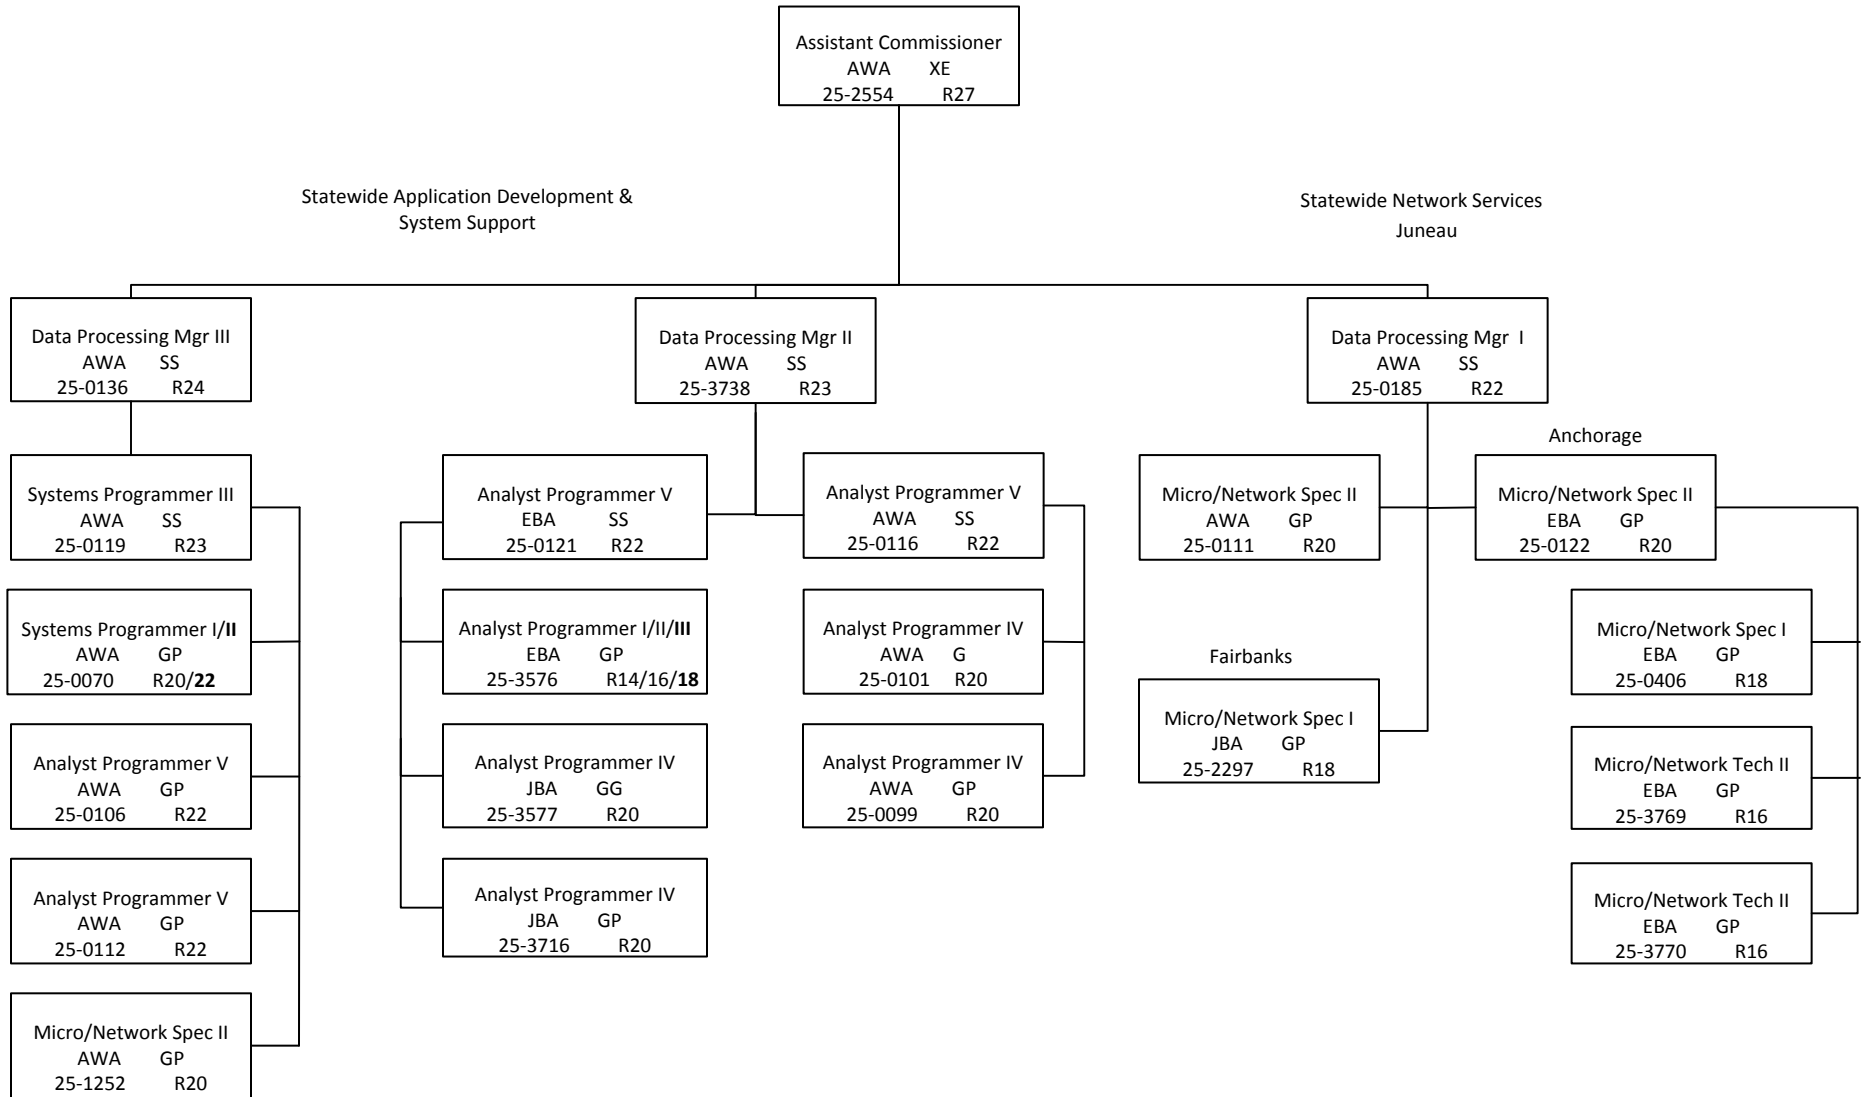 Assistant Commissioner
AWA XE
25-2554 R27
Statewide Application Development &
System Support
Statewide Network Services
Juneau
Data Processing Mgr III
AWA SS
25-0136 R24
Data Processing Mgr II
AWA SS
25-3738 R23
Data Processing Mgr I
AWA SS
25-0185 R22
Systems Programmer III
AWA SS
25-0119 R23
Systems Programmer I/II
AWA GP
25-0070 R20/22
Analyst Programmer V
AWA GP
25-0106 R22
Analyst Programmer V
AWA GP
25-0112 R22
Micro/Network Spec II
AWA GP
25-1252 R20
Analyst Programmer V
EBA SS
25-0121 R22
Analyst Programmer I/II/III
EBA GP
25-3576 R14/16/18
Analyst Programmer IV
JBA GG
25-3577 R20
Analyst Programmer IV
JBA GP
25-3716 R20
Analyst Programmer V
AWA SS
25-0116 R22
Analyst Programmer IV
AWA G
25-0101 R20
Analyst Programmer IV
AWA GP
25-0099 R20
Micro/Network Spec II
AWA GP
25-0111 R20
Fairbanks
Micro/Network Spec I
JBA GP
25-2297 R18
Anchorage
Micro/Network Spec II
EBA GP
25-0122 R20
Micro/Network Spec I
EBA GP
25-0406 R18
Micro/Network Tech II
EBA GP
25-3769 R16
Micro/Network Tech II
EBA GP
25-3770 R16